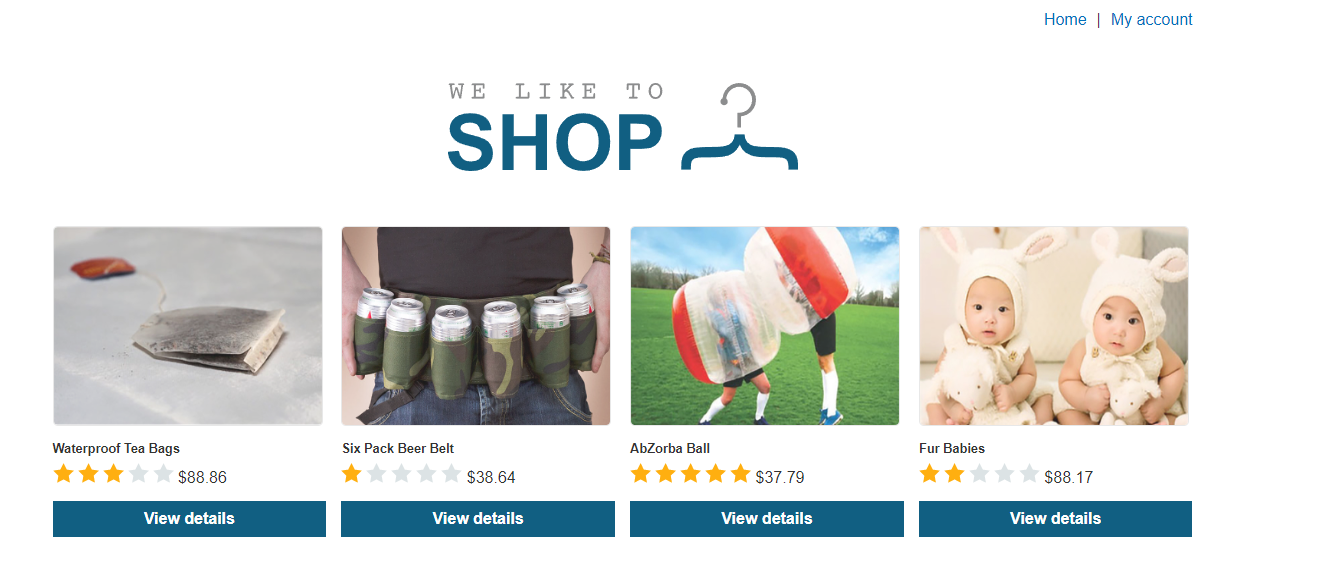 Home | My account
WE LIKE TO
SHOP
Waterproof Tea Bags
$88.86
View details
Six Pack Beer Belt
$38.64
View details
AbZorba Ball
$37.79
View details
Fur Babies
$88.17
View details